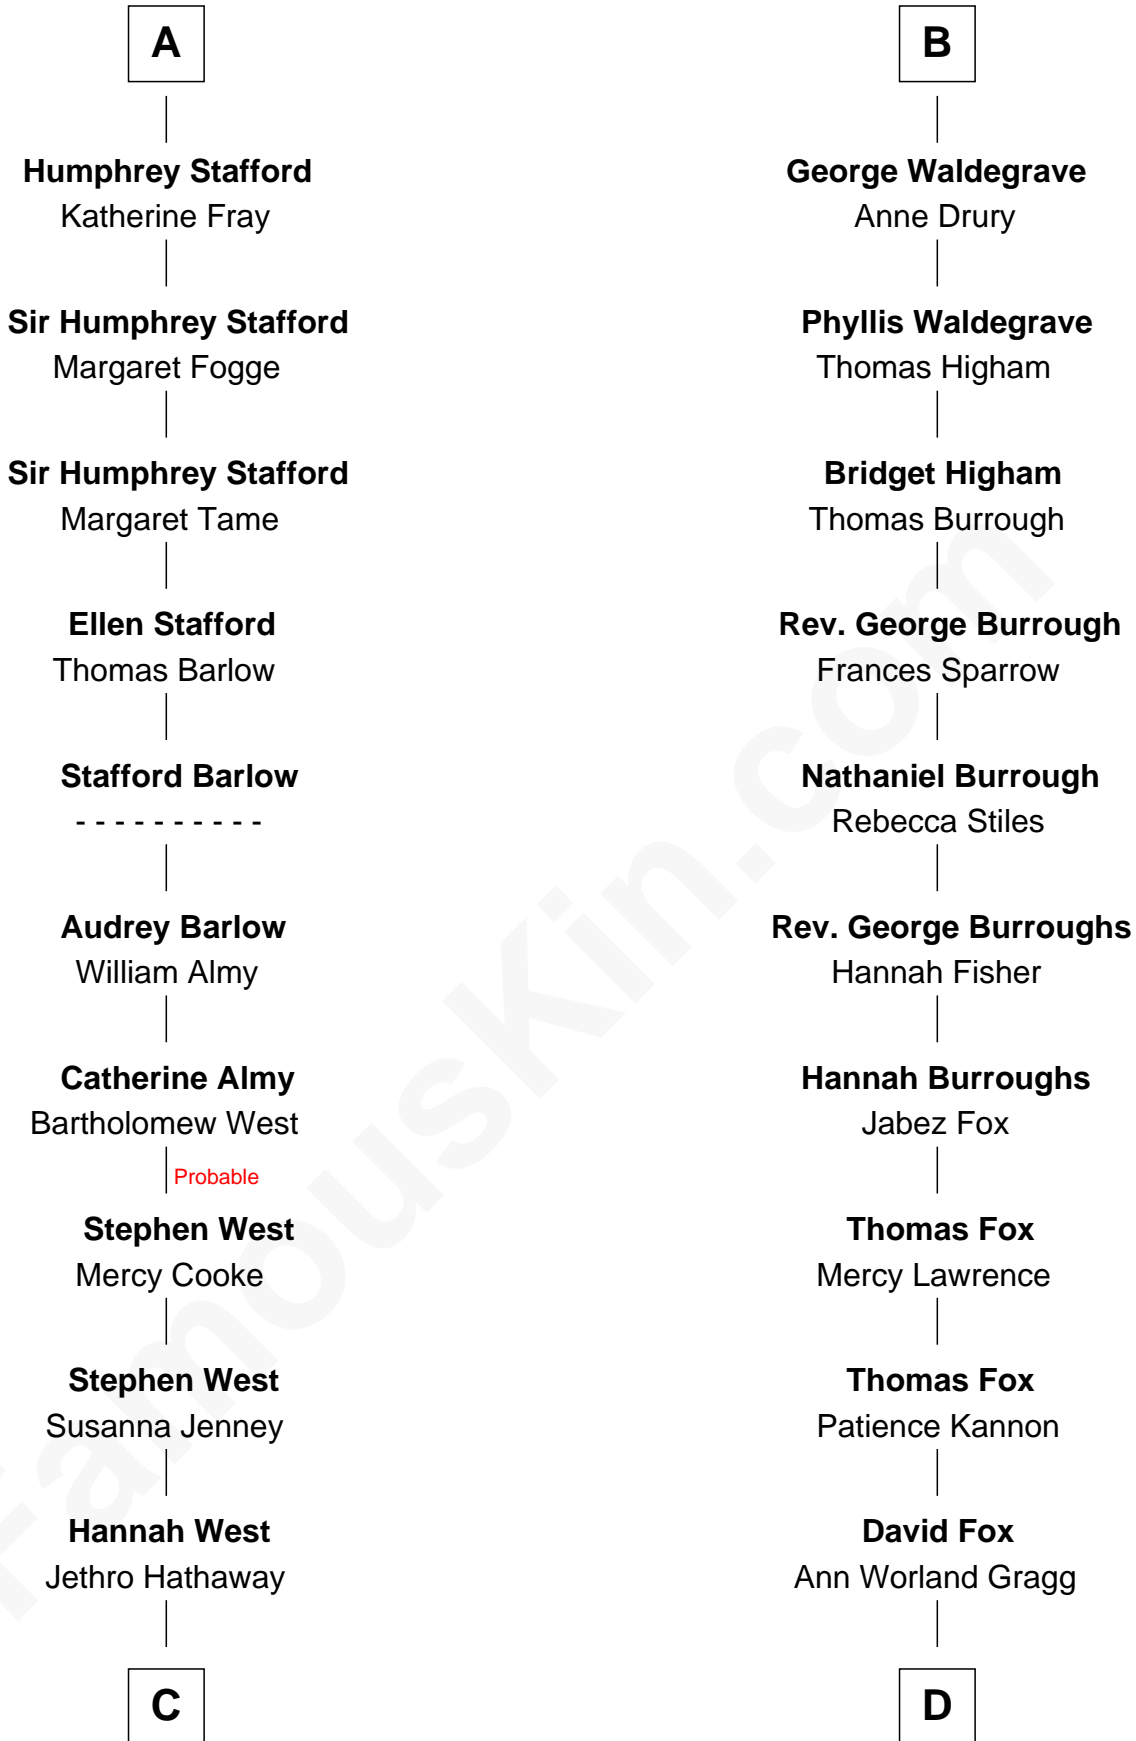 A
Humphrey Stafford
Katherine Fray
Sir Humphrey Stafford
Margaret Fogge
Sir Humphrey Stafford
Margaret Tame
Ellen Stafford
Thomas Barlow
Stafford Barlow
- - - - - - - - - -
Audrey Barlow
William Almy
Catherine Almy
Bartholomew West
Probable
Stephen West
Mercy Cooke
Stephen West
Susanna Jenney
Hannah West
Jethro Hathaway
C
B
George Waldegrave
Anne Drury
Phyllis Waldegrave
Thomas Higham
Bridget Higham
Thomas Burrough
Rev. George Burrough
Frances Sparrow
Nathaniel Burrough
Rebecca Stiles
Rev. George Burroughs
Hannah Fisher
Hannah Burroughs
Jabez Fox
Thomas Fox
Mercy Lawrence
Thomas Fox
Patience Kannon
David Fox
Ann Worland Gragg
D
FamousKin.com